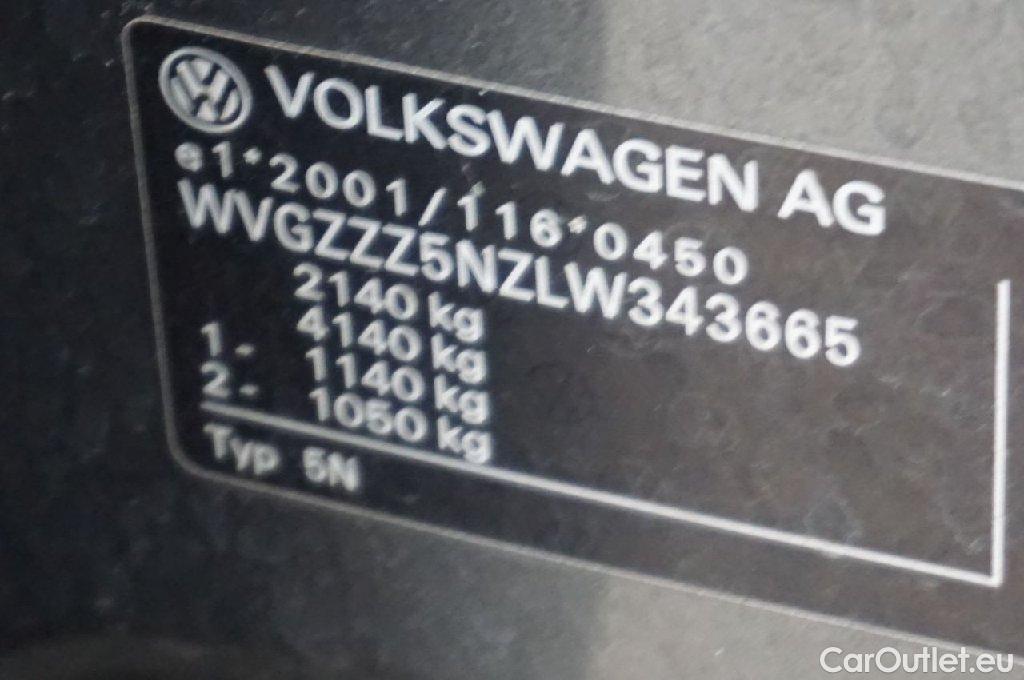 VOLKSWAGEN AG
e1*2001/116*0450
WVGZZZ5NZLW343665
2140 kg
4140 kg
1- 1140 kg
2- 1050 kg
Typ 5N
CarOutlet.eu